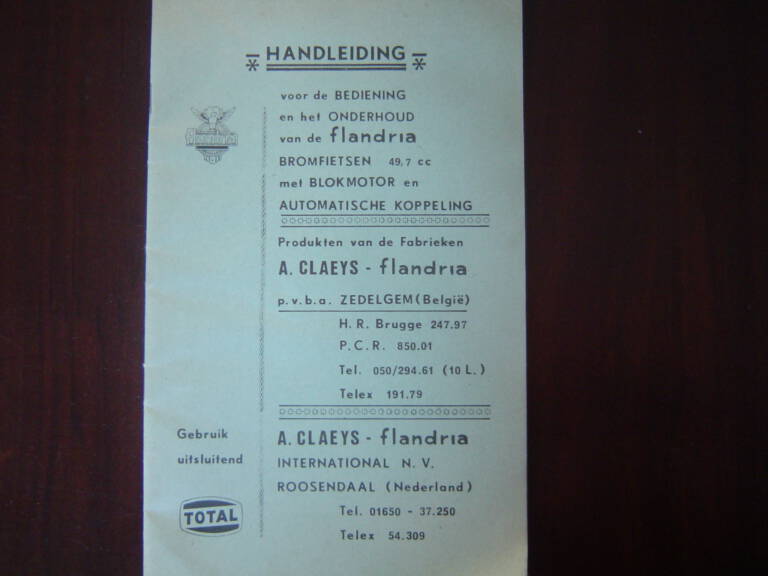 HANDLEIDING
voor de BEDIENING
en het ONDERHOUD
van de flandria
BROMFIETSEN 49,7 cc
met BLOKMOTOR en
AUTOMATISCHE KOPPELING
Produkten van de Fabrieken
A. CLAEYS - flandria
p.v.b.a. ZEDELGEM (België)
H. R. Brugge 247.97
P.C.R. 850.01
Tel. 050/294.61 (10 L.)
Telex 191.79
A. CLAEYS - flandria
INTERNATIONAL N. V.
ROOSENDAAL (Nederland)
Tel. 01650 - 37.250
Telex 54.309
Gebruik
uitsluitend
TOTAL